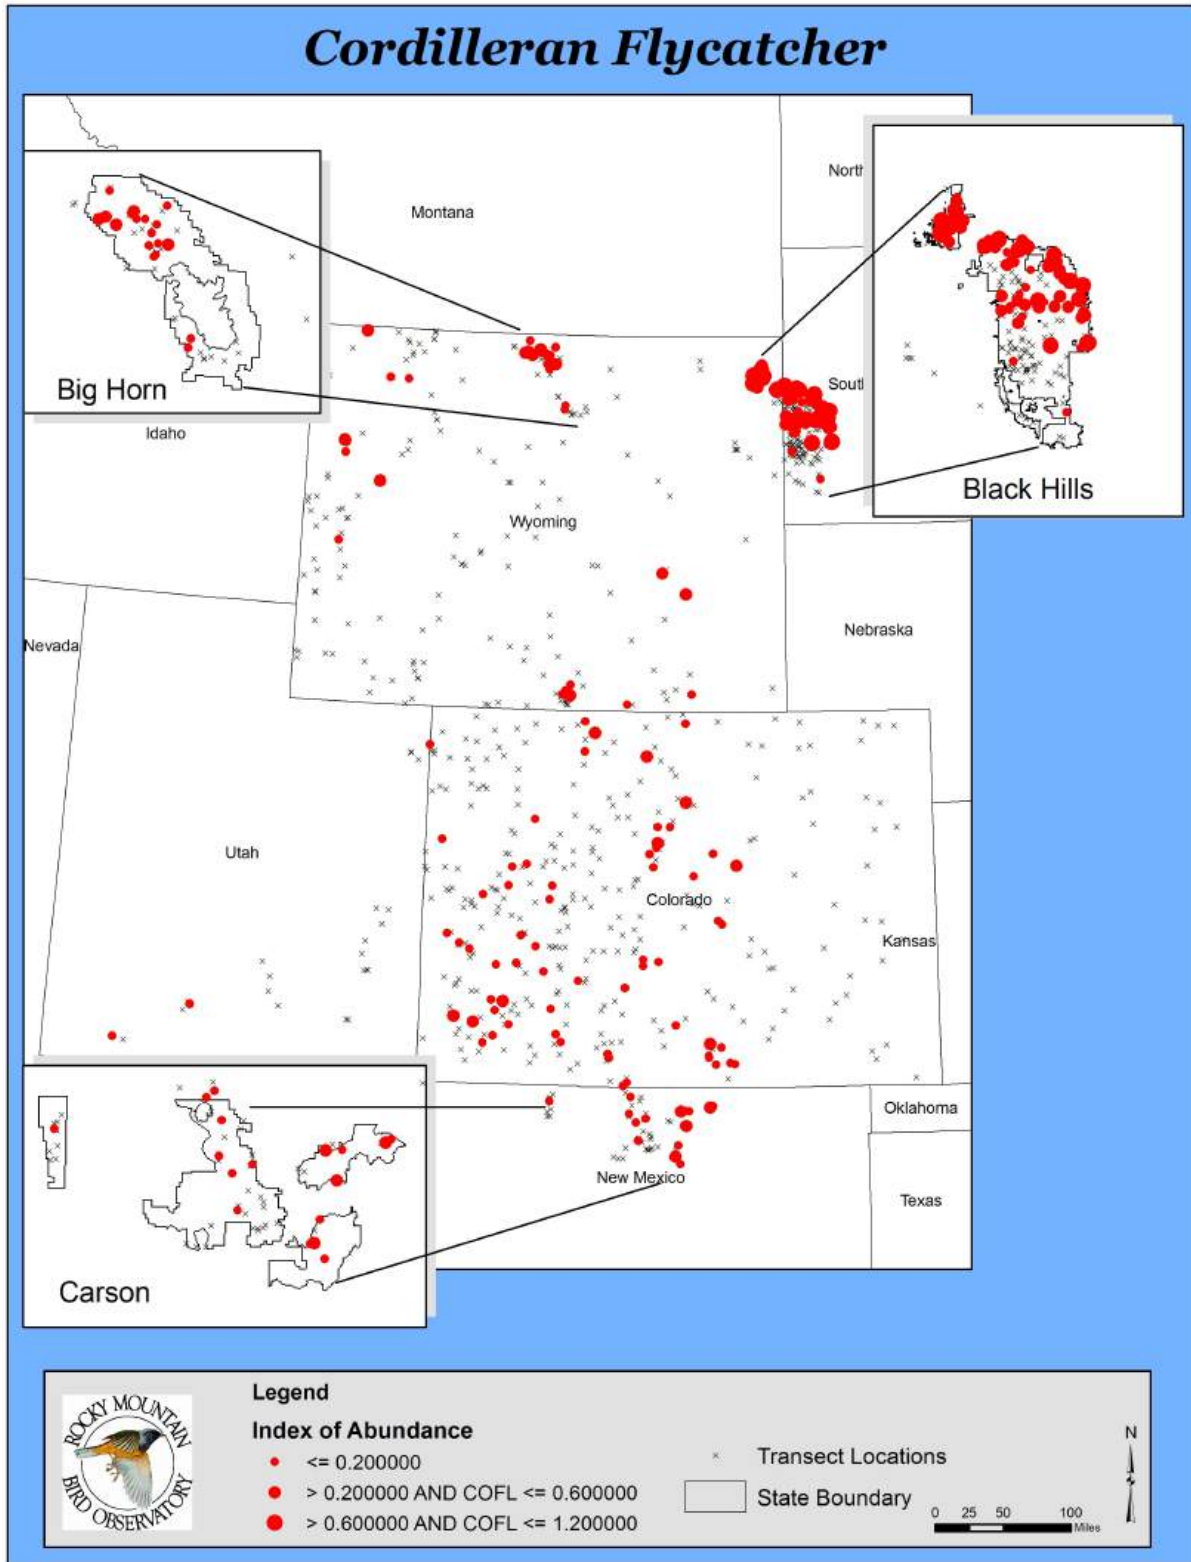 Cordilleran Flycatcher
Montana
North
Big Horn
Idaho
South
Black Hills
Wyoming
Nevada
Nebraska
Utah
Colorado
Kansas
Oklahoma
New Mexico
Texas
Carson
ROCKY MOUNTAIN
BIRD OBSERVATORY
Legend
Index of Abundance
<= 0.200000
> 0.200000 AND COFL <= 0.600000
> 0.600000 AND COFL <= 1.200000
Transect Locations
State Boundary
N
0 25 50 100
Miles